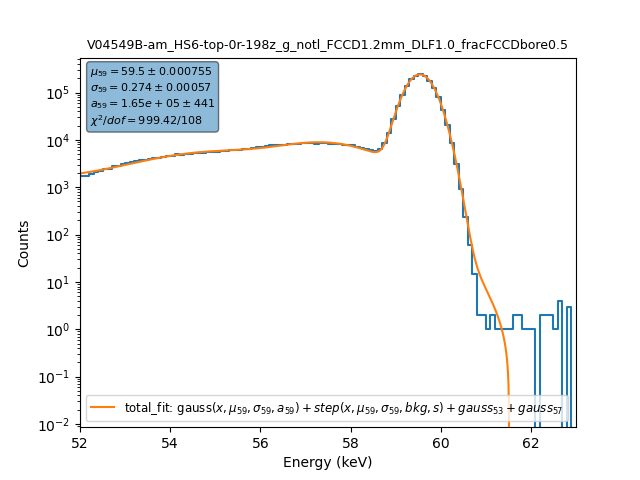 V04549B-am_HS6-top-0r-198z_g_notl_FCCD1.2mm_DLF1.0_fracFCCDbore0.5
μ₅₉ = 59.5 ± 0.000755
σ₅₉ = 0.274 ± 0.00057
a₅₉ = 1.65e + 05 ± 441
χ²/dof = 999.42/108
10⁵
10⁴
10³
10²
10¹
10⁰
10⁻¹
10⁻²
Counts
total_fit: gauss(x, μ₅₉, σ₅₉, a₅₉) + step(x, μ₅₉, σ₅₉, bkg, s) + gauss₅₃ + gauss₅₇
52 54 56 58 60 62
Energy (keV)